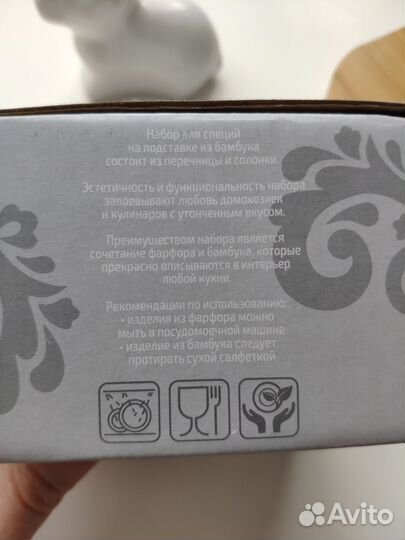 Набор для специй
на подставке из бамбука
состоит из перечницы и солонки.
Эстетичность и функциональность набора
завоевывают любовь домохозяек
и кулинаров с утонченным вкусом.
Преимуществом набора является
сочетание фарфора и бамбука, которые
прекрасно вписываются в интерьер
любой кухни.
Рекомендации по использованию:
• изделия из фарфора можно
мыть в посудомоечной машине
• изделие из бамбука следует
протирать сухой салфеткой
Avito